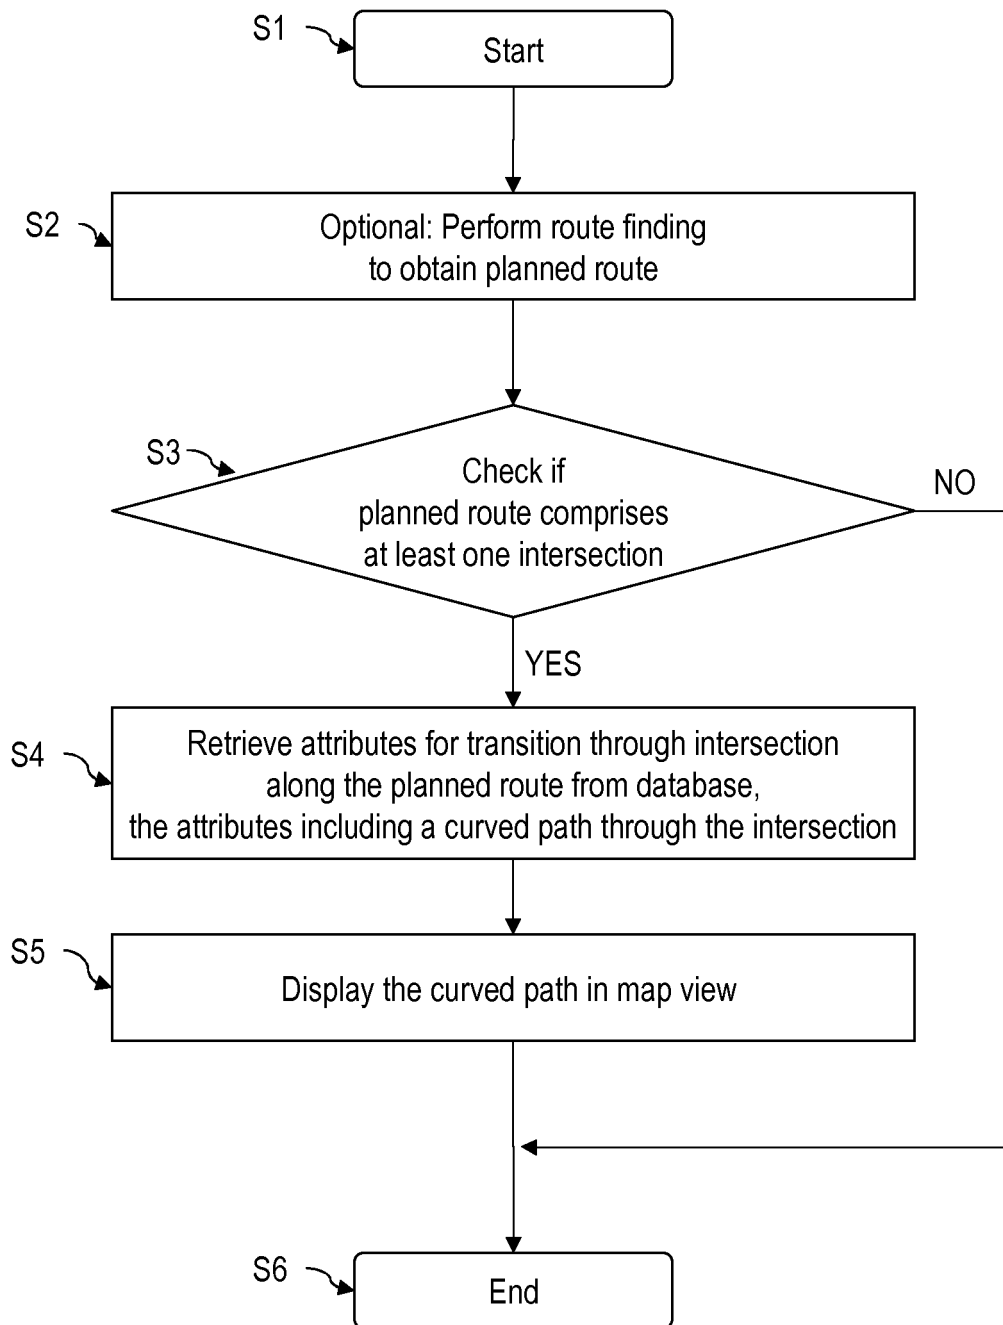 S1
Start
S2
Optional: Perform route finding
to obtain planned route
S3
Check if
planned route comprises
at least one intersection
NO
YES
S4
Retrieve attributes for transition through intersection
along the planned route from database,
the attributes including a curved path through the intersection
S5
Display the curved path in map view
S6
End